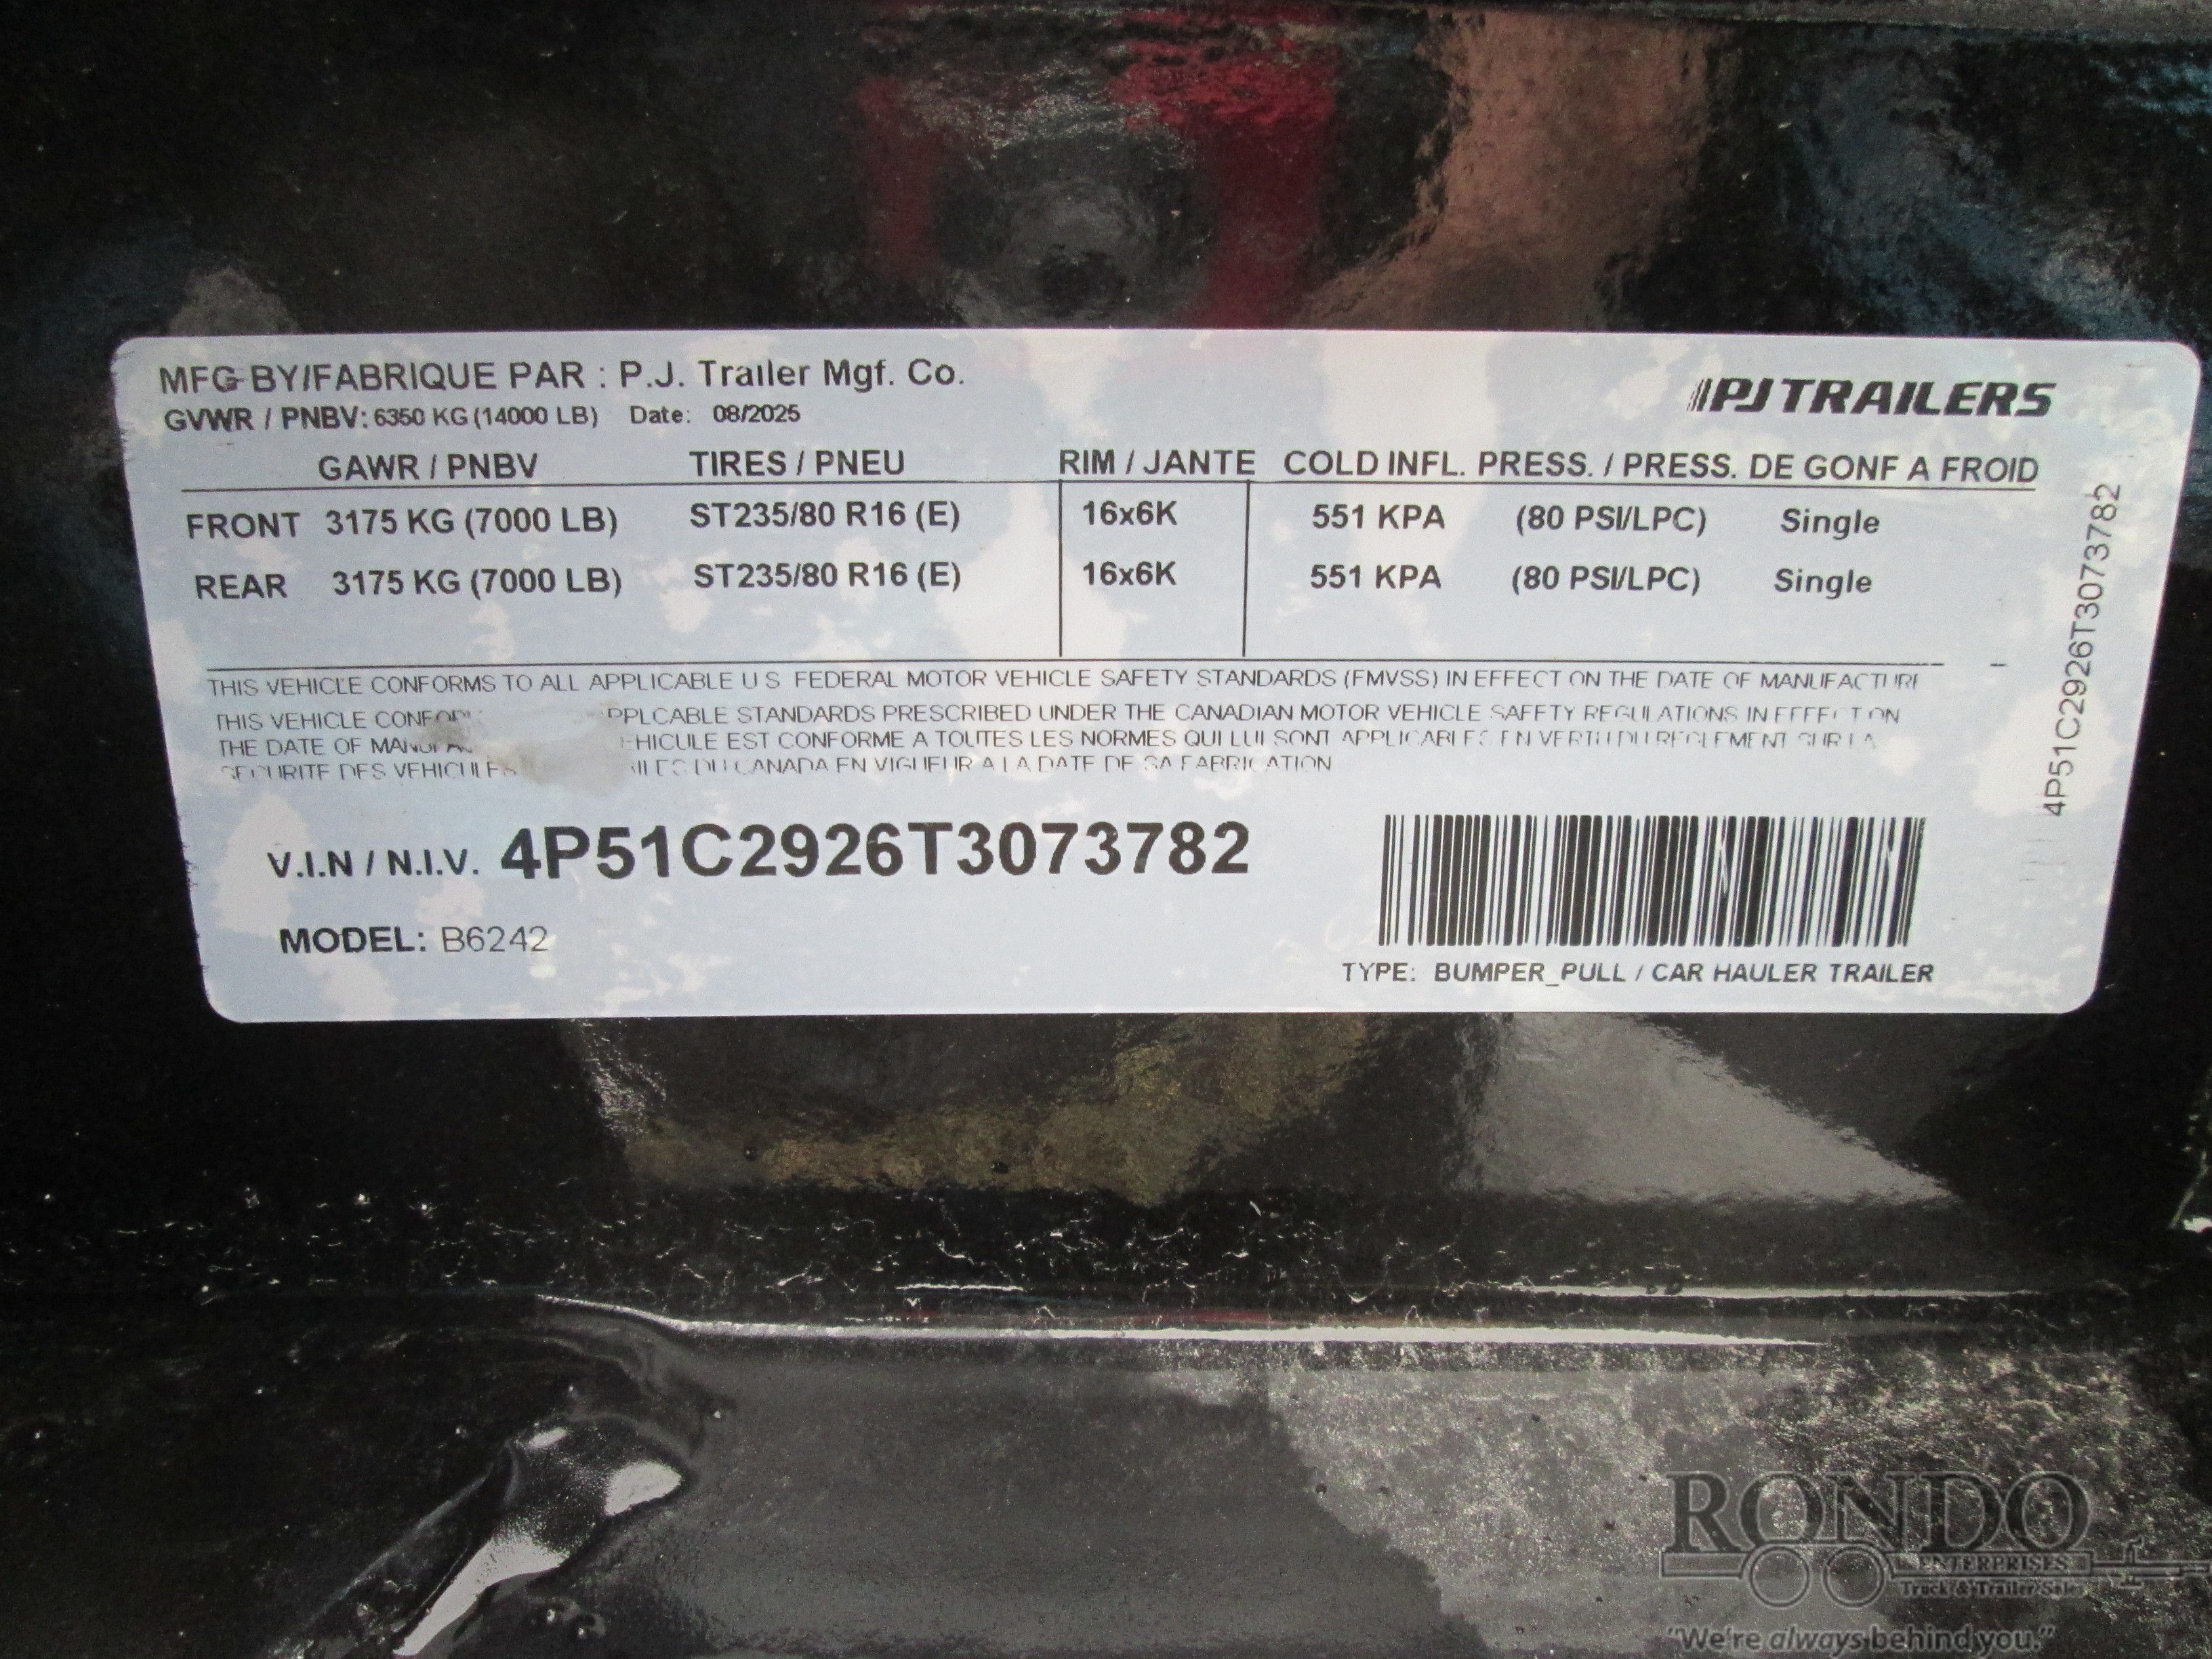 MFG BY/FABRIQUE PAR : P.J. Trailer Mgf. Co.
GVWR / PNBV: 6350 KG (14000 LB) Date: 08/2025
PJ TRAILERS
GAWR / PNBV TIRES / PNEU RIM / JANTE COLD INFL. PRESS. / PRESS. DE GONF A FROID
FRONT 3175 KG (7000 LB) ST235/80 R16 (E) 16x6K 551 KPA (80 PSI/LPC) Single
REAR 3175 KG (7000 LB) ST235/80 R16 (E) 16x6K 551 KPA (80 PSI/LPC) Single
THIS VEHICLE CONFORMS TO ALL APPLICABLE U S FEDERAL MOTOR VEHICLE SAFETY STANDARDS (FMVSS) IN EFFECT ON THE DATE OF MANUFACTURE
THIS VEHICLE STANDARDS PRESCRIBED UNDER THE CANADIAN MOTOR VEHICLE SAFETY REGULATIONS IN EFFECT ON
THE DATE OF EST CONFORME A TOUTES LES NORMES QUI LUI SONT APPLICABLES EN VERTU DU REGLEMENT SUR LA
SECURITE DES VEHICULES DU CANADA EN VIGUEUR A LA DATE DE SA FABRICATION
V.I.N / N.I.V. 4P51C2926T3073782
MODEL: B6242
TYPE: BUMPER_PULL / CAR HAULER TRAILER
4P51C2926T3073782
RONDO
ENTERPRISES
Truck & Trailer Sales
"We're always behind you."